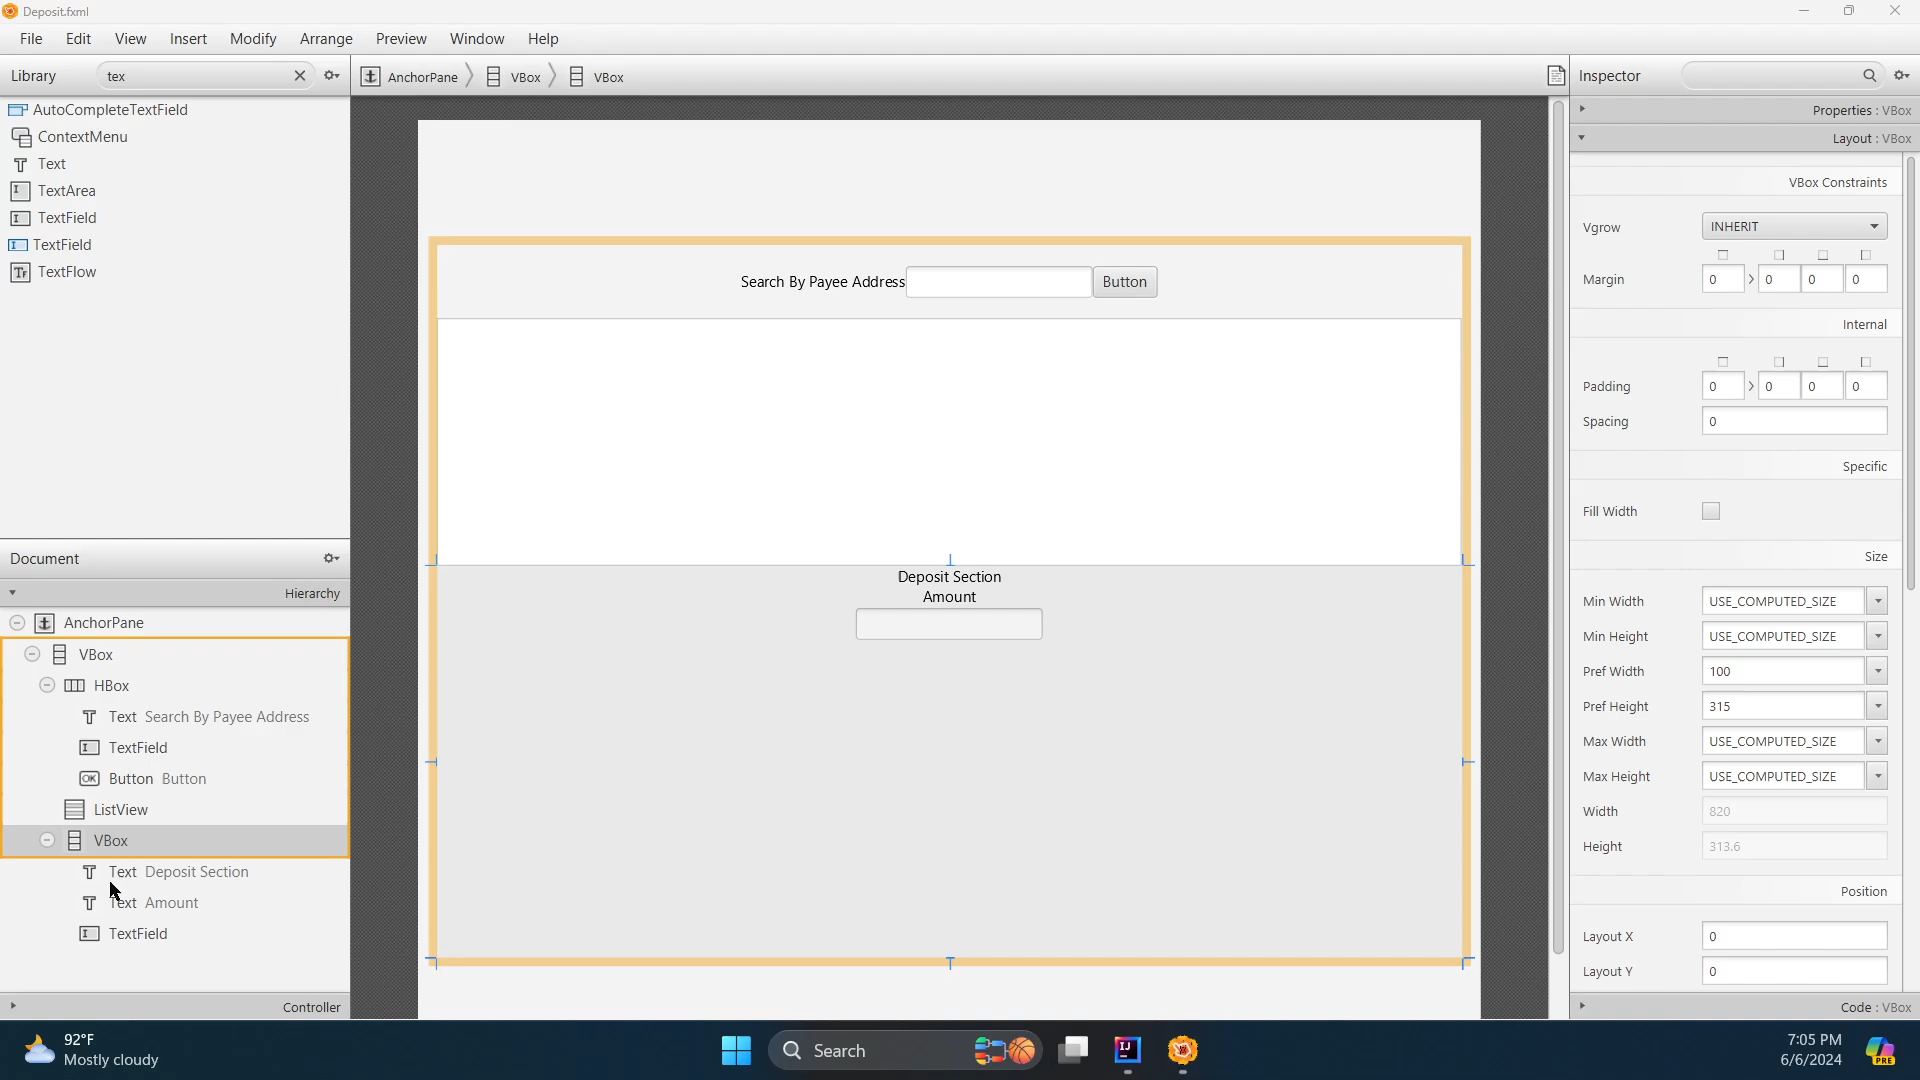 Deposit.fxml
File Edit View Insert Modify Arrange Preview Window Help
Library tex
AnchorPane VBox VBox
Inspector
AutoCompleteTextField
ContextMenu
Text
TextArea
TextField
TextField
TextFlow
Document
Hierarchy
AnchorPane
VBox
HBox
Text Search By Payee Address
TextField
Button Button
ListView
VBox
Text Deposit Section
Text Amount
TextField
Controller
Search By Payee Address Button
Deposit Section
Amount
Properties : VBox
Layout : VBox
VBox Constraints
Vgrow INHERIT
Margin 0 0 0 0
Internal
Padding 0 0 0 0
Spacing 0
Specific
Fill Width
Size
Min Width USE_COMPUTED_SIZE
Min Height USE_COMPUTED_SIZE
Pref Width 100
Pref Height 315
Max Width USE_COMPUTED_SIZE
Max Height USE_COMPUTED_SIZE
Width 820
Height 313.6
Position
Layout X 0
Layout Y 0
Code : VBox
92°F
Mostly cloudy
Search
7:05 PM
6/6/2024
PRE